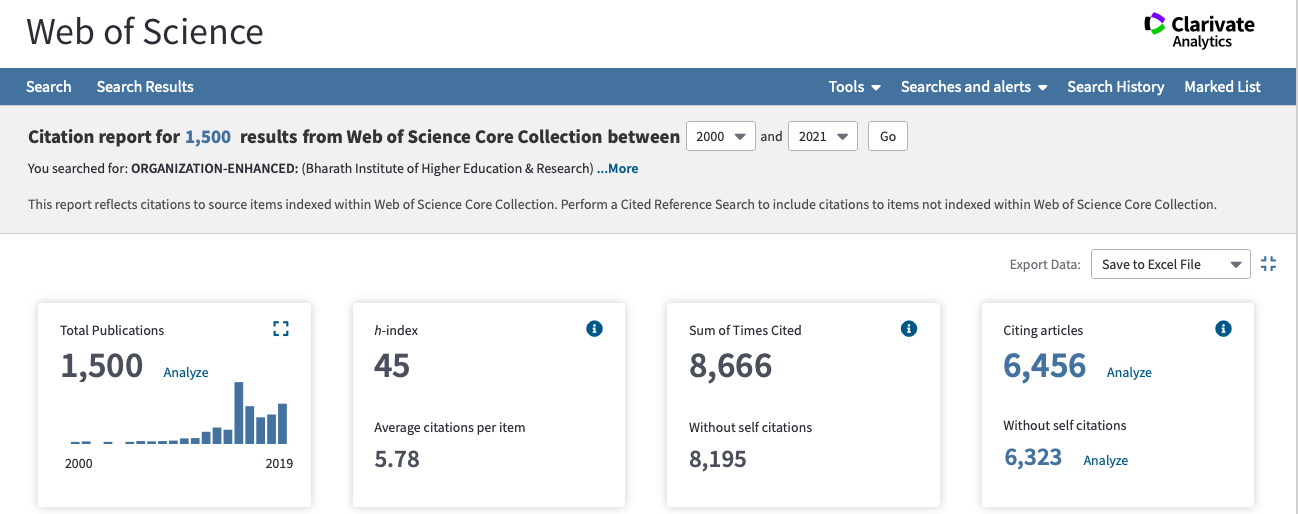 Web of Science
Clarivate
Analytics
Search Search Results Tools Searches and alerts Search History Marked List
Citation report for 1,500 results from Web of Science Core Collection between 2000 and 2021 Go
You searched for: ORGANIZATION-ENHANCED: (Bharath Institute of Higher Education & Research) ...More
This report reflects citations to source items indexed within Web of Science Core Collection. Perform a Cited Reference Search to include citations to items not indexed within Web of Science Core Collection.
Export Data: Save to Excel File
Total Publications
1,500 Analyze
2000 2019
h-index
45
Average citations per item
5.78
Sum of Times Cited
8,666
Without self citations
8,195
Citing articles
6,456 Analyze
Without self citations
6,323 Analyze